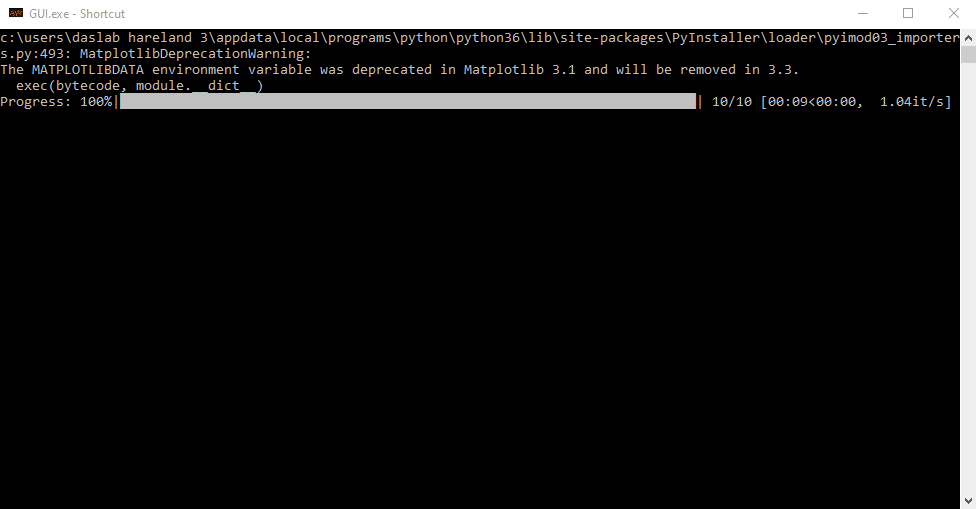 GUI.exe - Shortcut
c:\users\daslab hareland 3\appdata\local\programs\python\python36\lib\site-packages\PyInstaller\loader\pyimod03_importer
s.py:493: MatplotlibDeprecationWarning:
The MATPLOTLIBDATA environment variable was deprecated in Matplotlib 3.1 and will be removed in 3.3.
  exec(bytecode, module.__dict__)
Progress: 100%|██████████| 10/10 [00:09<00:00,  1.04it/s]